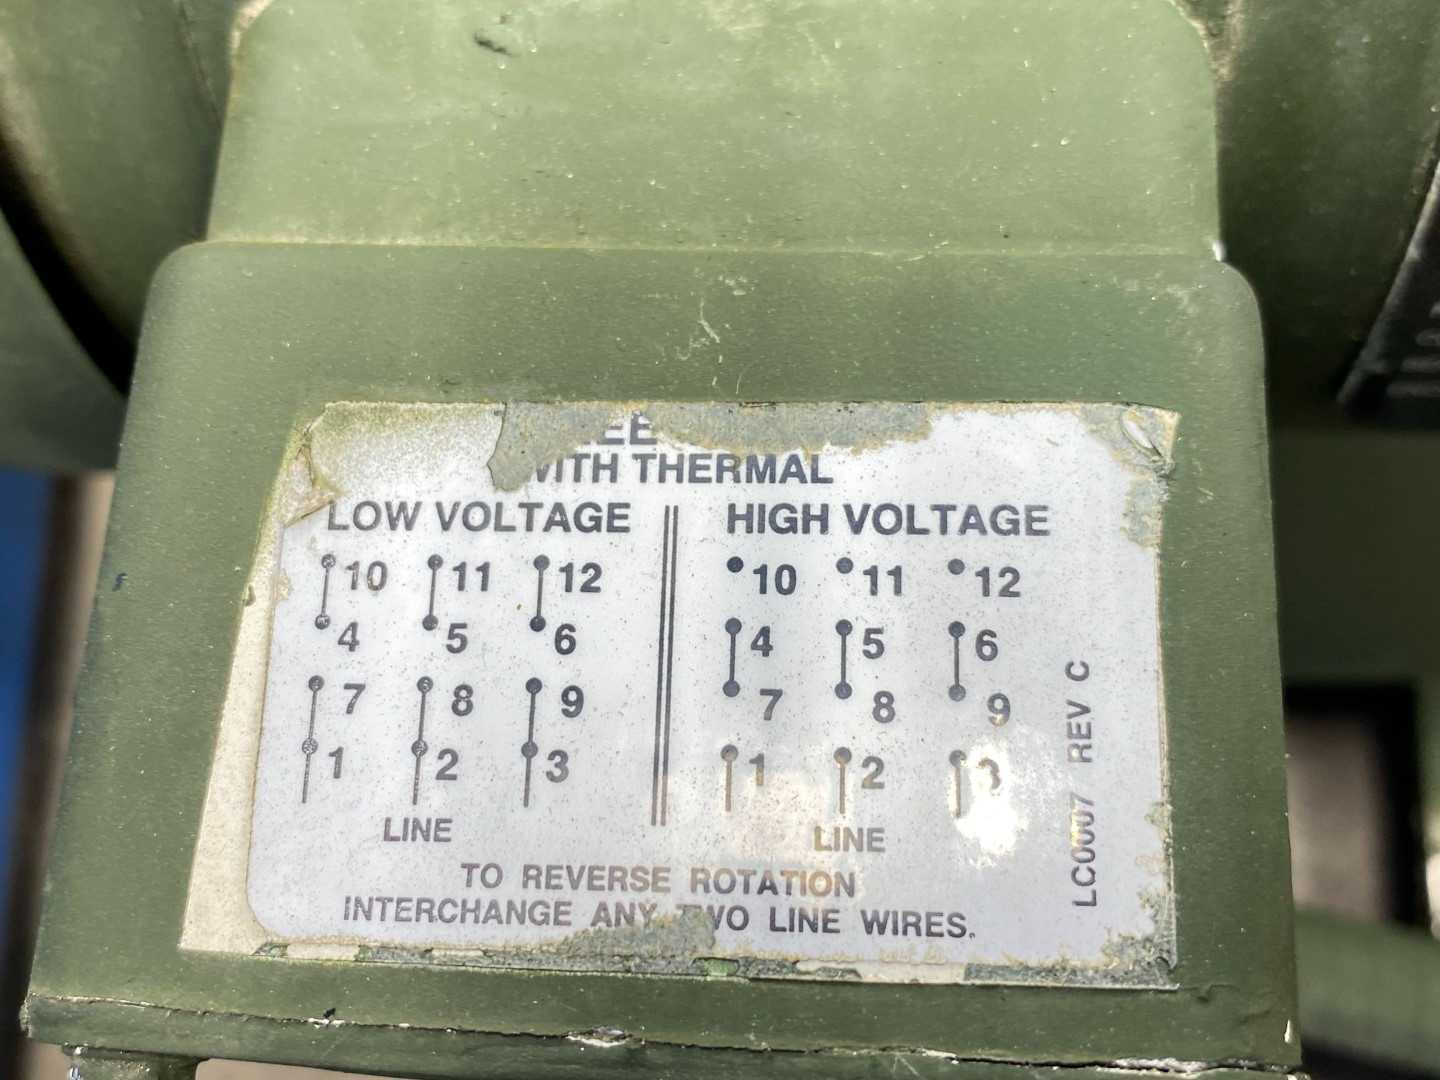 WITH THERMAL
LOW VOLTAGE
10 11 12
4 5 6
7 8 9
1 2 3
LINE
HIGH VOLTAGE
10 11 12
4 5 6
7 8 9
1 2 3
LINE
TO REVERSE ROTATION
INTERCHANGE ANY TWO LINE WIRES.
LC0007 REV C